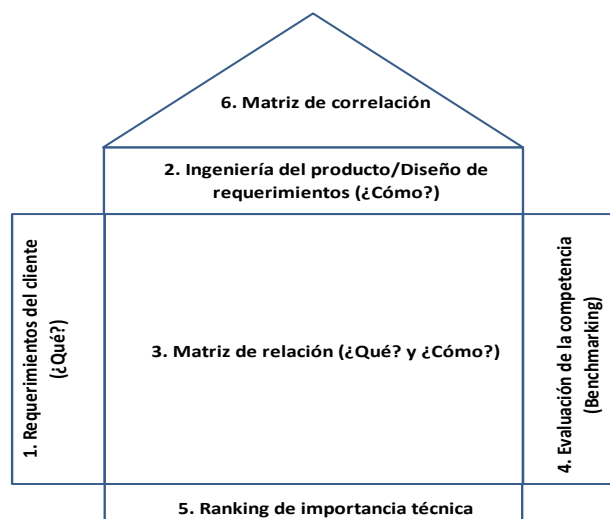 6. Matriz de correlación
2. Ingeniería del producto/Diseño de
requerimientos (¿Cómo?)
1. Requerimientos del cliente
(¿Qué?)
3. Matriz de relación (¿Qué? y ¿Cómo?)
4. Evaluación de la competencia
(Benchmarking)
5. Ranking de importancia técnica